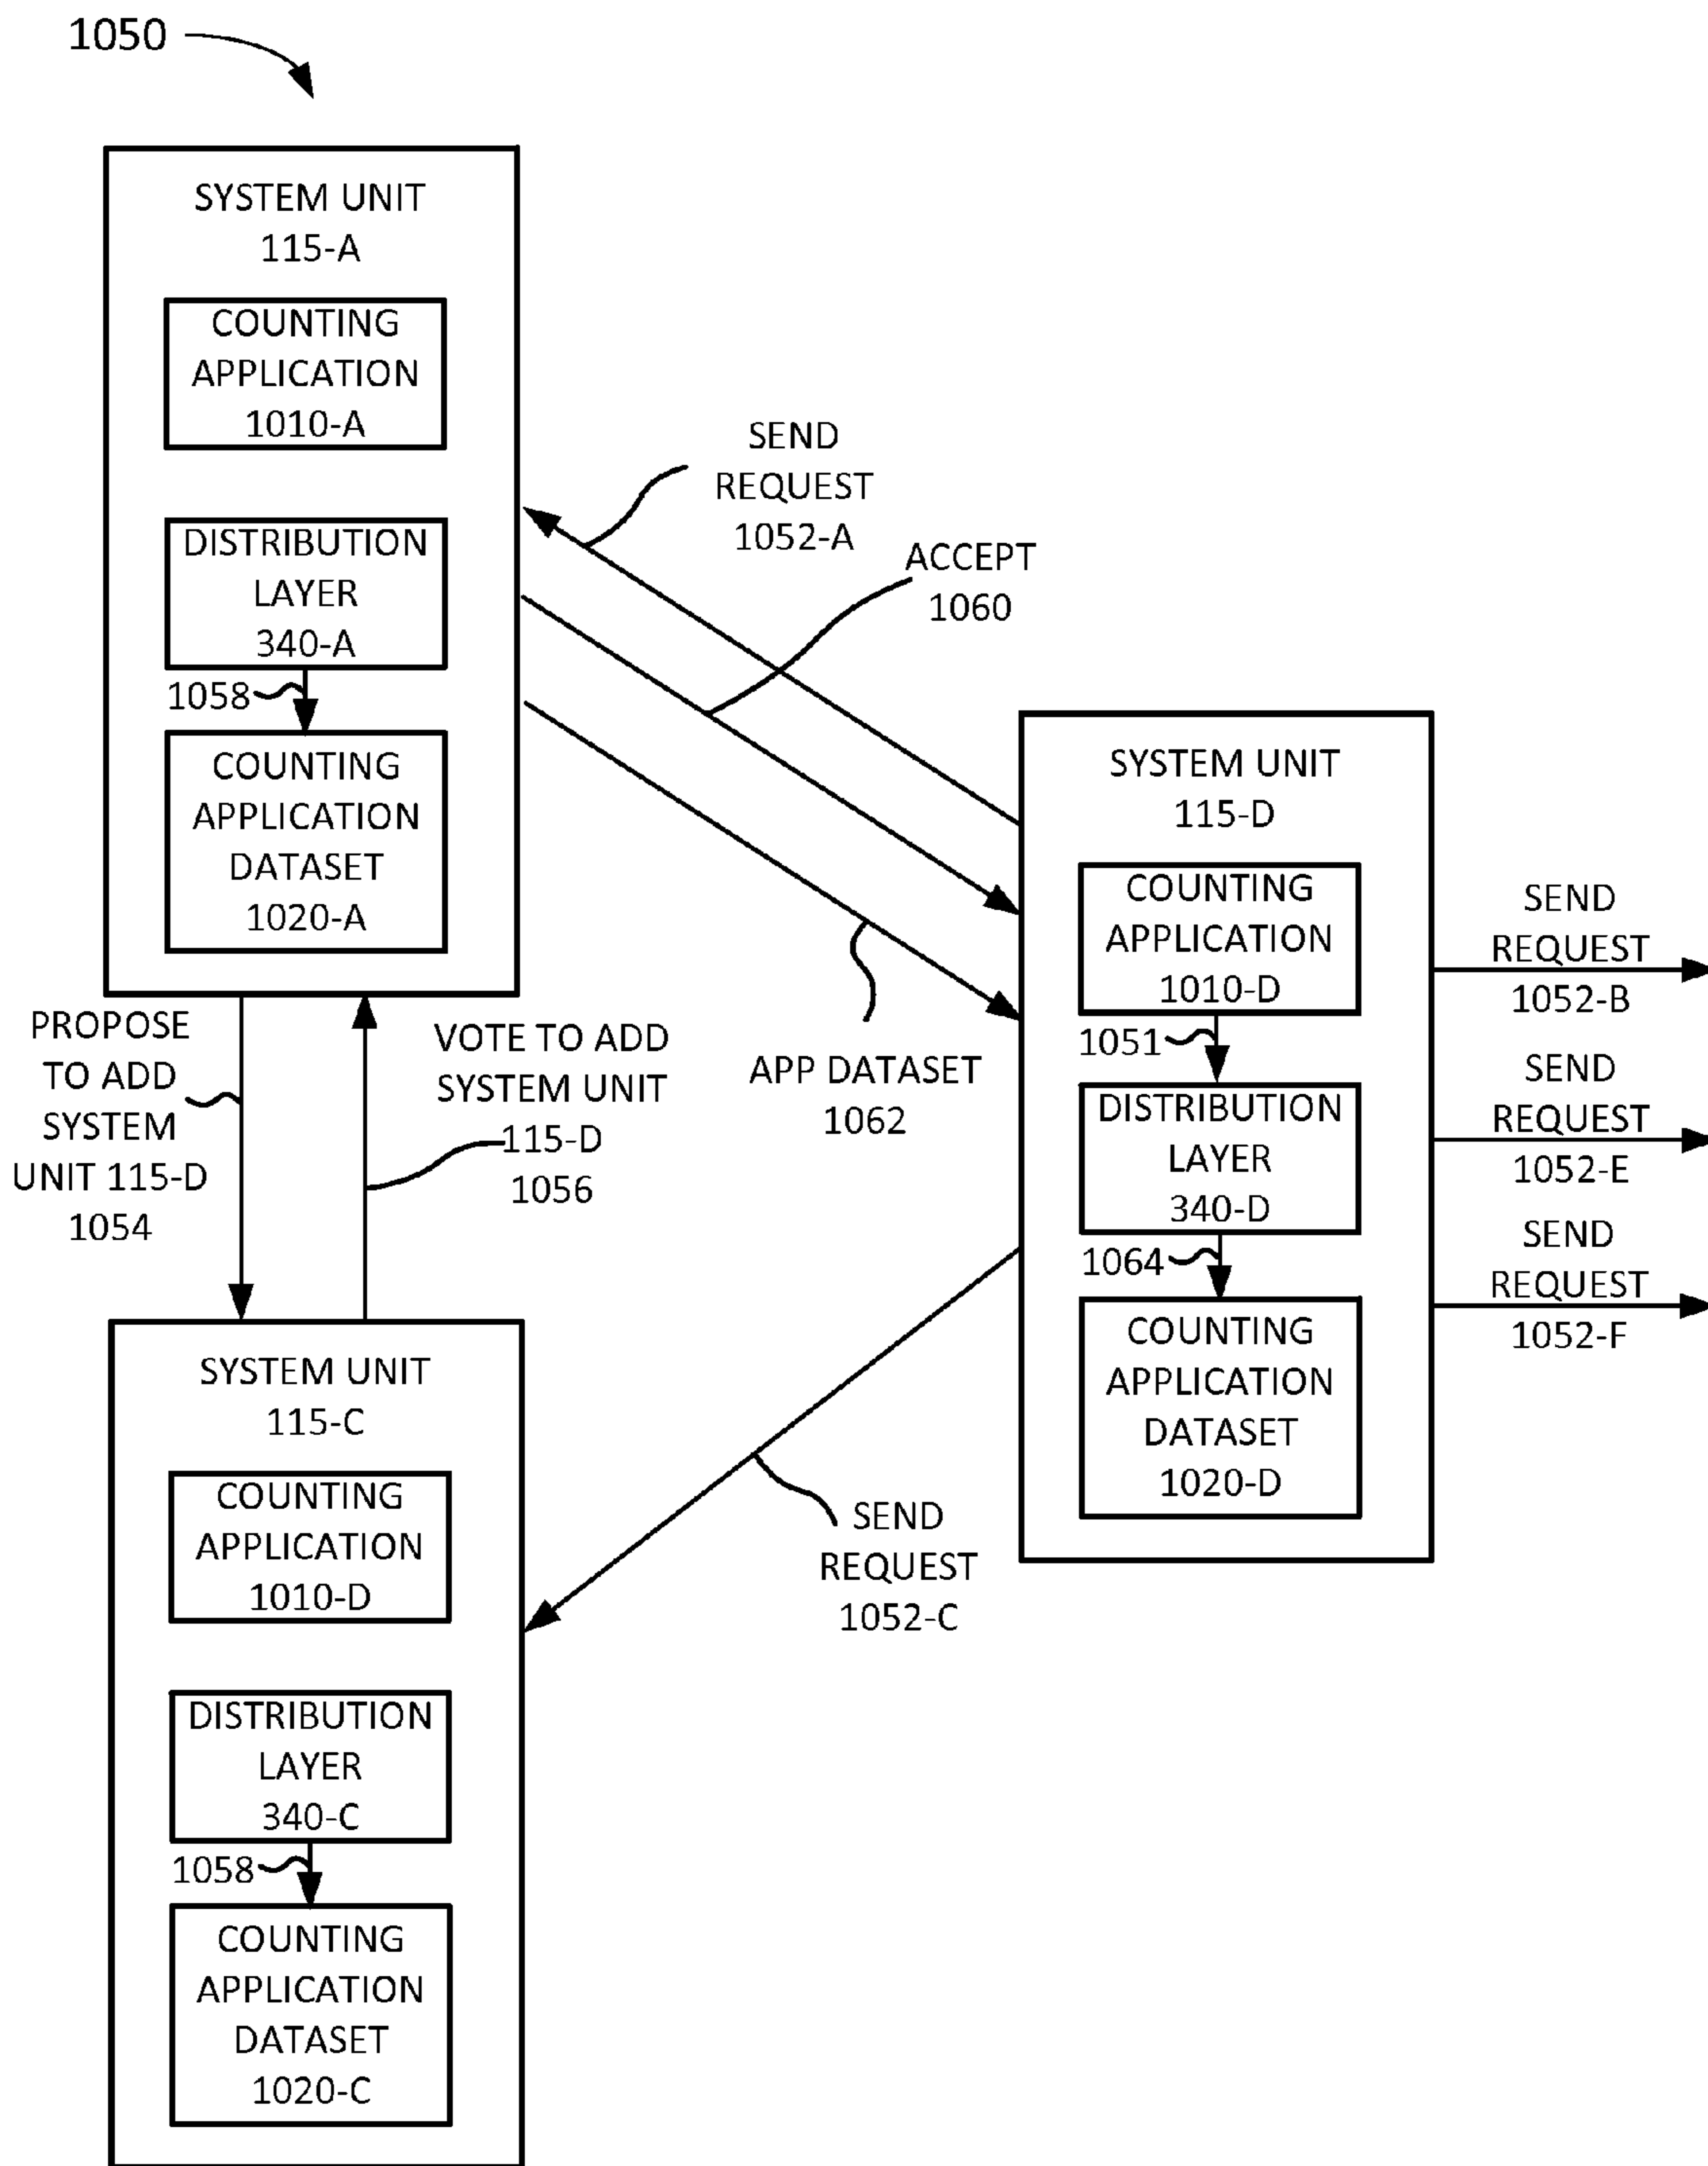 1050
SYSTEM UNIT
115-A
COUNTING
APPLICATION
1010-A
DISTRIBUTION
LAYER
340-A
1058
COUNTING
APPLICATION
DATASET
1020-A
SEND
REQUEST
1052-A
ACCEPT
1060
APP DATASET
1062
SYSTEM UNIT
115-D
COUNTING
APPLICATION
1010-D
1051
DISTRIBUTION
LAYER
340-D
1064
COUNTING
APPLICATION
DATASET
1020-D
SEND
REQUEST
1052-B
SEND
REQUEST
1052-E
SEND
REQUEST
1052-F
PROPOSE
TO ADD
SYSTEM
UNIT 115-D
1054
VOTE TO ADD
SYSTEM UNIT
115-D
1056
SEND
REQUEST
1052-C
SYSTEM UNIT
115-C
COUNTING
APPLICATION
1010-D
DISTRIBUTION
LAYER
340-C
1058
COUNTING
APPLICATION
DATASET
1020-C